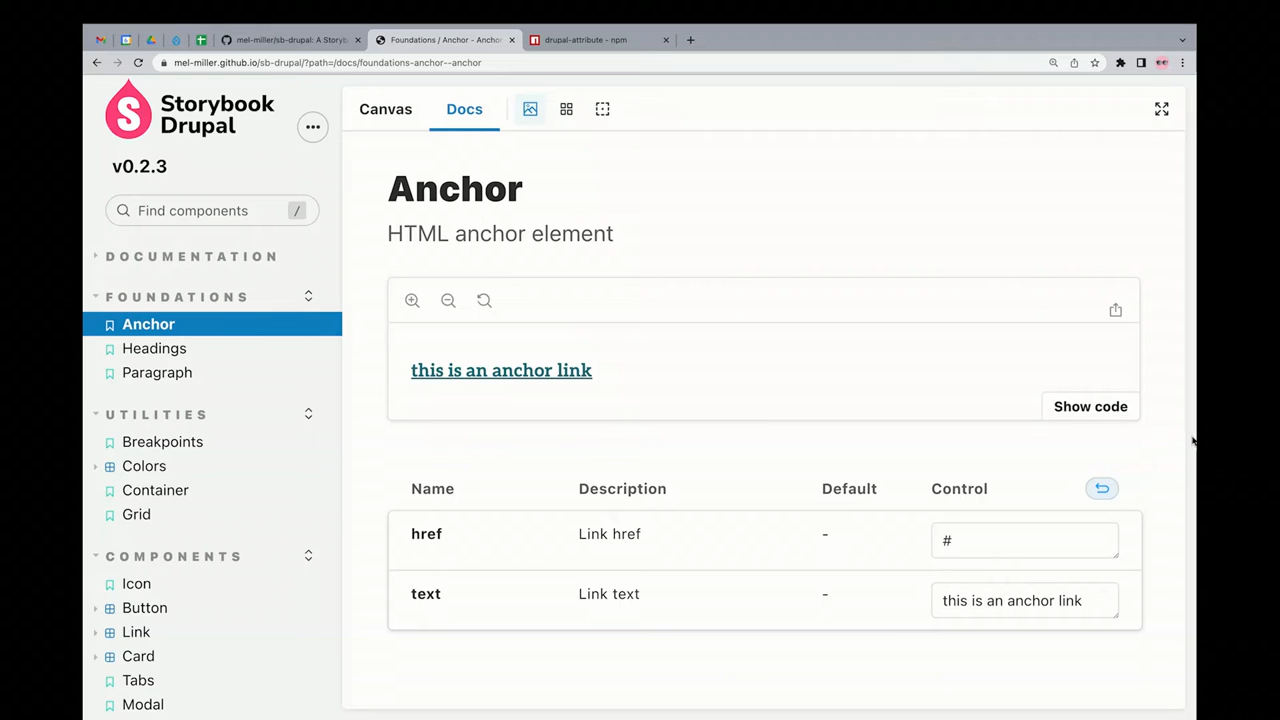 mel-miller/sb-drupal: A Storyb
Foundations / Anchor - Anchor
drupal-attribute - npm
mel-miller.github.io/sb-drupal/?path=/docs/foundations-anchor--anchor
S Storybook
Drupal
v0.2.3
Find components /
DOCUMENTATION
FOUNDATIONS
Anchor
Headings
Paragraph
UTILITIES
Breakpoints
Colors
Container
Grid
COMPONENTS
Icon
Button
Link
Card
Tabs
Modal
Canvas Docs
Anchor
HTML anchor element
this is an anchor link
Show code
Name Description Default Control
href Link href - #
text Link text - this is an anchor link